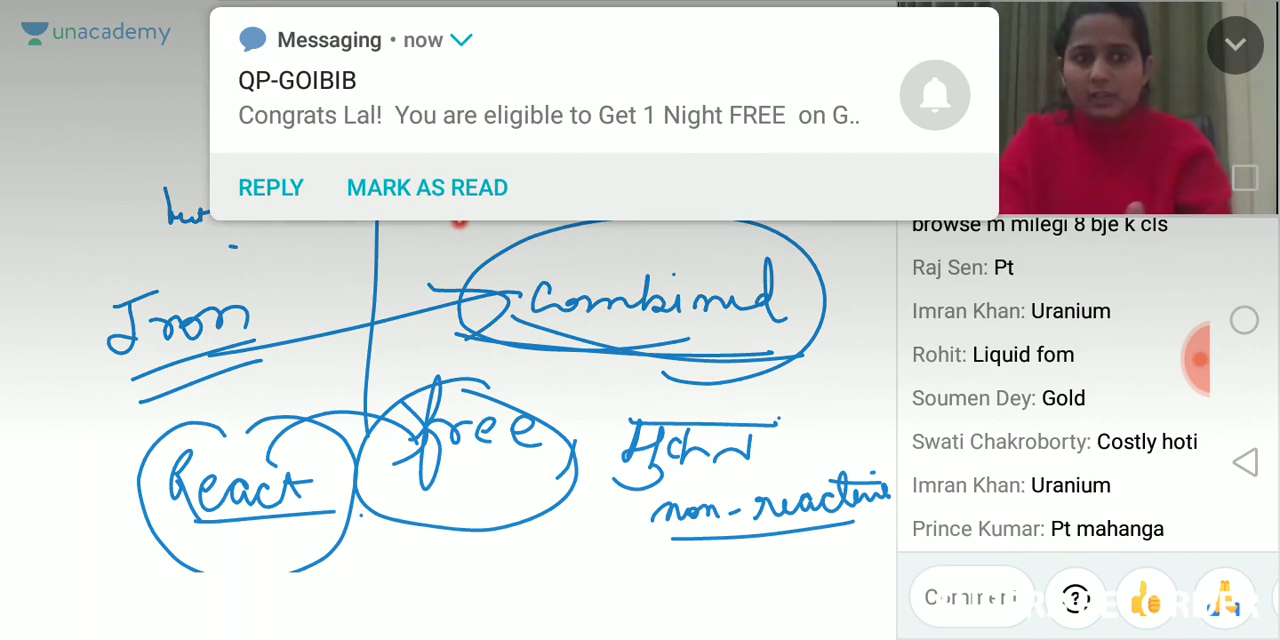 unacademy
Messaging • now
QP-GOIBIB
Congrats Lal! You are eligible to Get 1 Night FREE on G..
REPLY MARK AS READ
but
Iron
Combined
free
React
मुक्त
non-reactive
browse m milegi 8 bje k cls
Raj Sen: Pt
Imran Khan: Uranium
Rohit: Liquid fom
Soumen Dey: Gold
Swati Chakroborty: Costly hoti
Imran Khan: Uranium
Prince Kumar: Pt mahanga